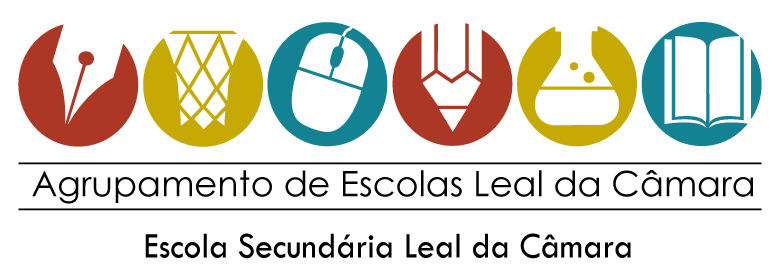 Agrupamento de Escolas Leal da Câmara
Escola Secundária Leal da Câmara